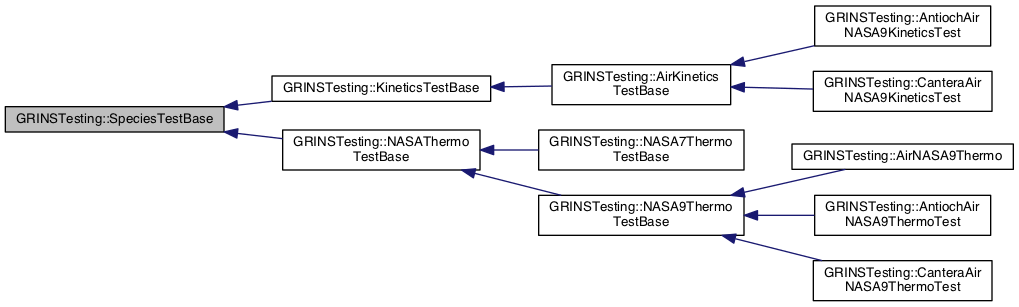 GRINSTesting::SpeciesTestBase
GRINSTesting::KineticsTestBase
GRINSTesting::AirKinetics
TestBase
GRINSTesting::AntiochAir
NASA9KineticsTest
GRINSTesting::CanteraAir
NASA9KineticsTest
GRINSTesting::NASAThermo
TestBase
GRINSTesting::NASA7Thermo
TestBase
GRINSTesting::NASA9Thermo
TestBase
GRINSTesting::AirNASA9Thermo
GRINSTesting::AntiochAir
NASA9ThermoTest
GRINSTesting::CanteraAir
NASA9ThermoTest